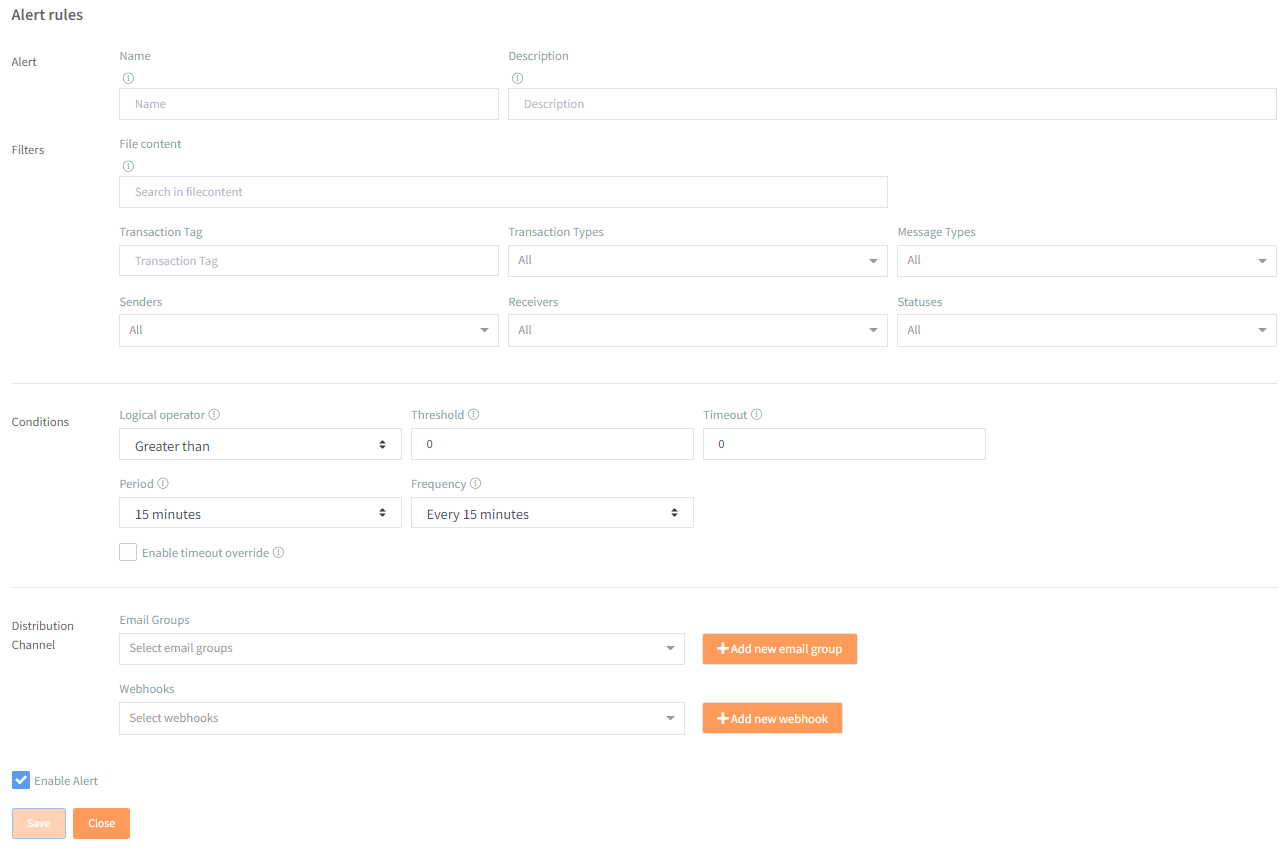 Alert rules
Alert
Name
Description
Name
Description
Filters
File content
Search in filecontent
Transaction Tag
Transaction Types
Message Types
Transaction Tag
All
All
Senders
Receivers
Statuses
All
All
All
Conditions
Logical operator
Threshold
Timeout
Greater than
0
0
Period
Frequency
15 minutes
Every 15 minutes
Enable timeout override
Distribution
Channel
Email Groups
Select email groups
Add new email group
Webhooks
Select webhooks
Add new webhook
Enable Alert
Save
Close